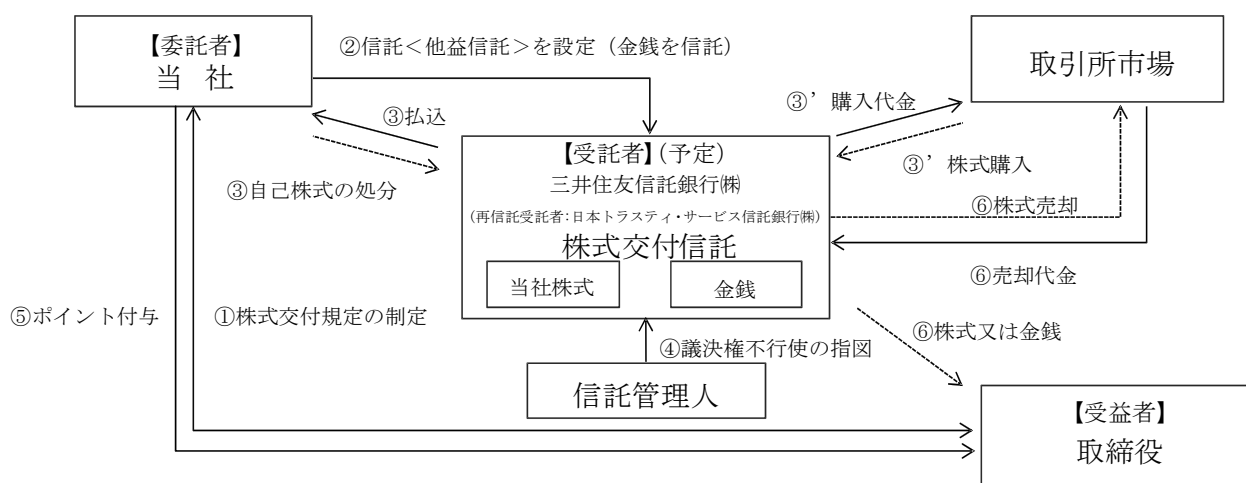 【委託者】
当 社
②信託<他益信託>を設定（金銭を信託）
取引所市場
③払込
③’購入代金
【受託者】（予定）
三井住友信託銀行㈱
③’株式購入
③自己株式の処分
（再信託受託者：日本トラスティ・サービス信託銀行㈱）
⑥株式売却
株式交付信託
当社株式
金銭
⑥売却代金
⑤ポイント付与
①株式交付規定の制定
⑥株式又は金銭
④議決権不行使の指図
信託管理人
【受益者】
取締役